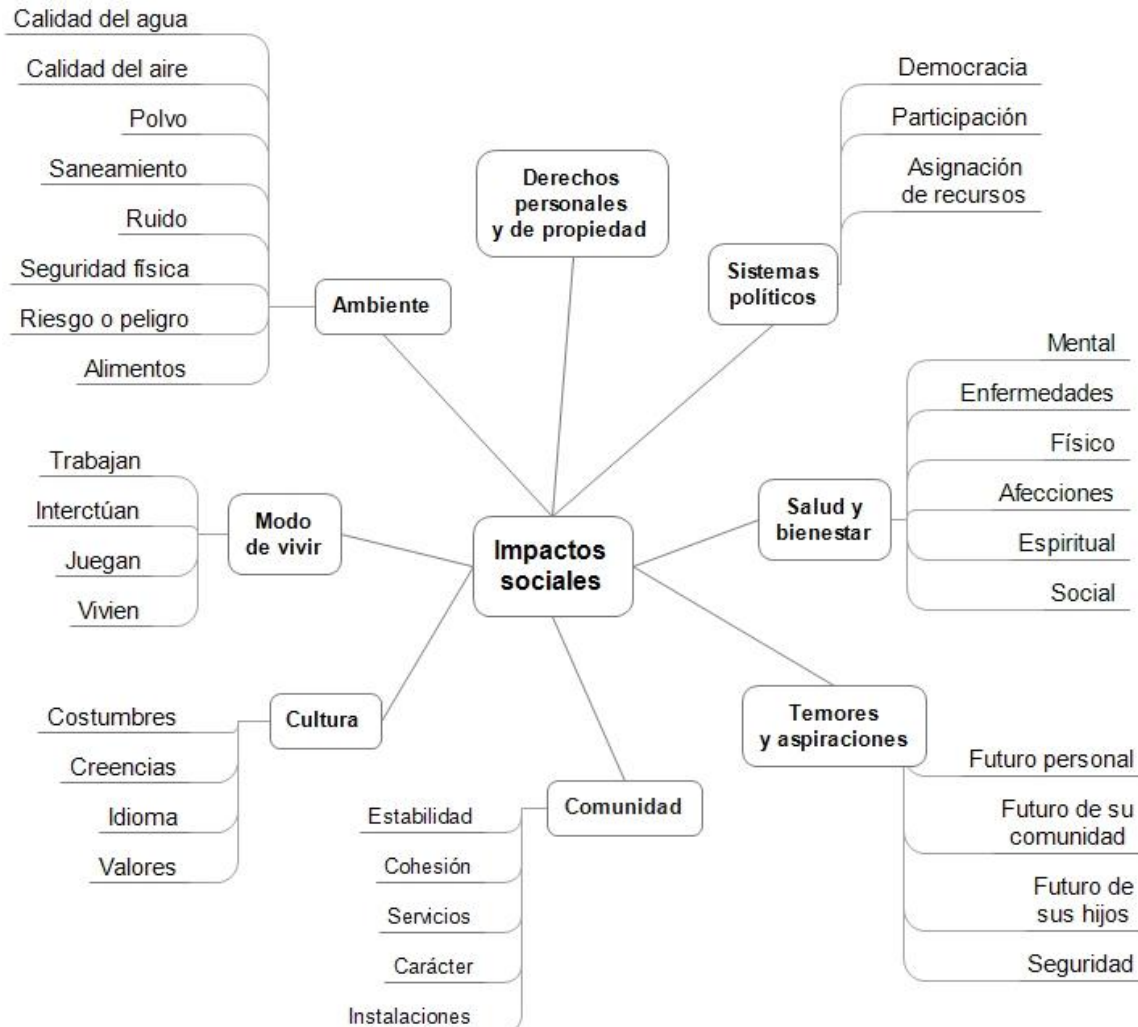 Calidad del agua
Calidad del aire
Polvo
Saneamiento
Ruido
Seguridad física
Riesgo o peligro
Alimentos
Ambiente
Derechos
personales
y de propiedad
Democracia
Participación
Asignación
de recursos
Sistemas
políticos
Mental
Enfermedades
Físico
Afecciones
Espiritual
Social
Salud y
bienestar
Trabajan
Interctúan
Juegan
Vivien
Modo
de vivir
Impactos
sociales
Costumbres
Creencias
Idioma
Valores
Cultura
Estabilidad
Cohesión
Servicios
Carácter
Instalaciones
Comunidad
Temores
y aspiraciones
Futuro personal
Futuro de su
comunidad
Futuro de
sus hijos
Seguridad